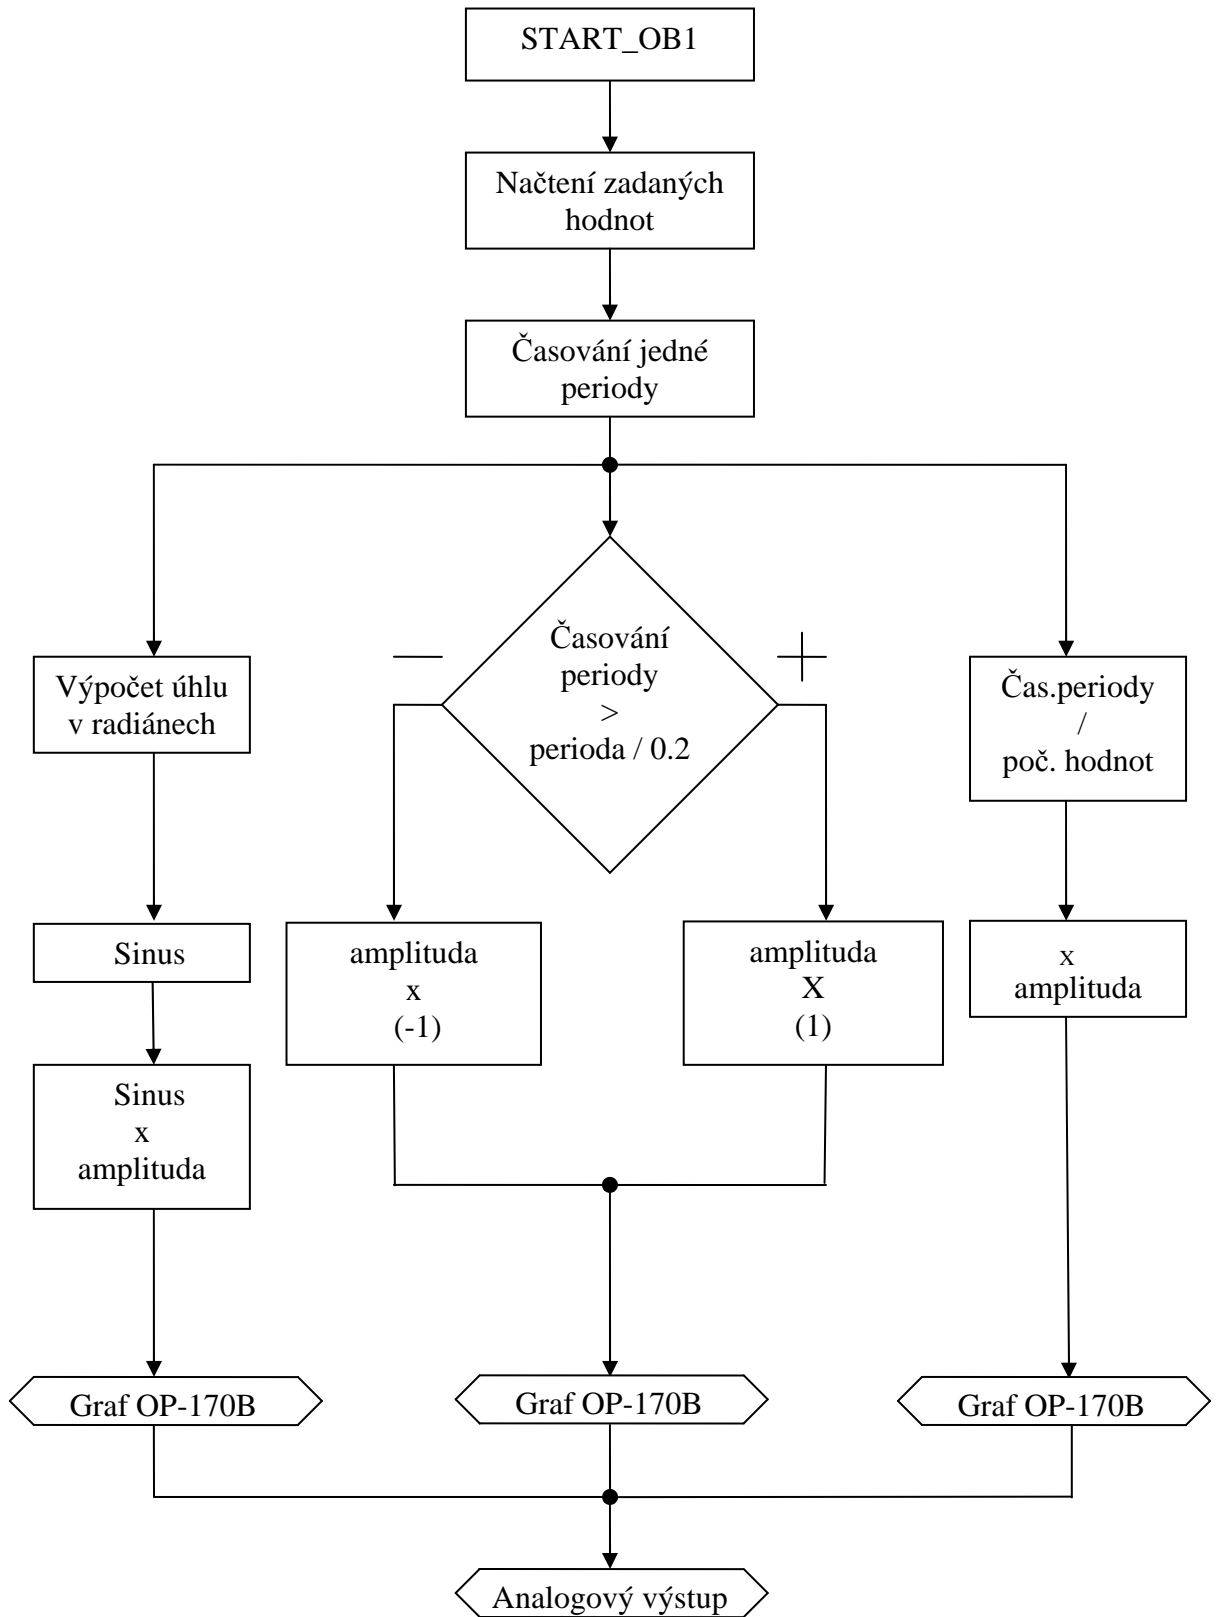 START_OB1
Načtení zadaných
hodnot
Časování jedné
periody
Výpočet úhlu
v radiánech
Sinus
Sinus
x
amplituda
Graf OP-170B
—
Časování
periody
>
perioda / 0.2
+
amplituda
x
(-1)
amplituda
X
(1)
Graf OP-170B
Čas.periody
/
poč. hodnot
x
amplituda
Graf OP-170B
Analogový výstup